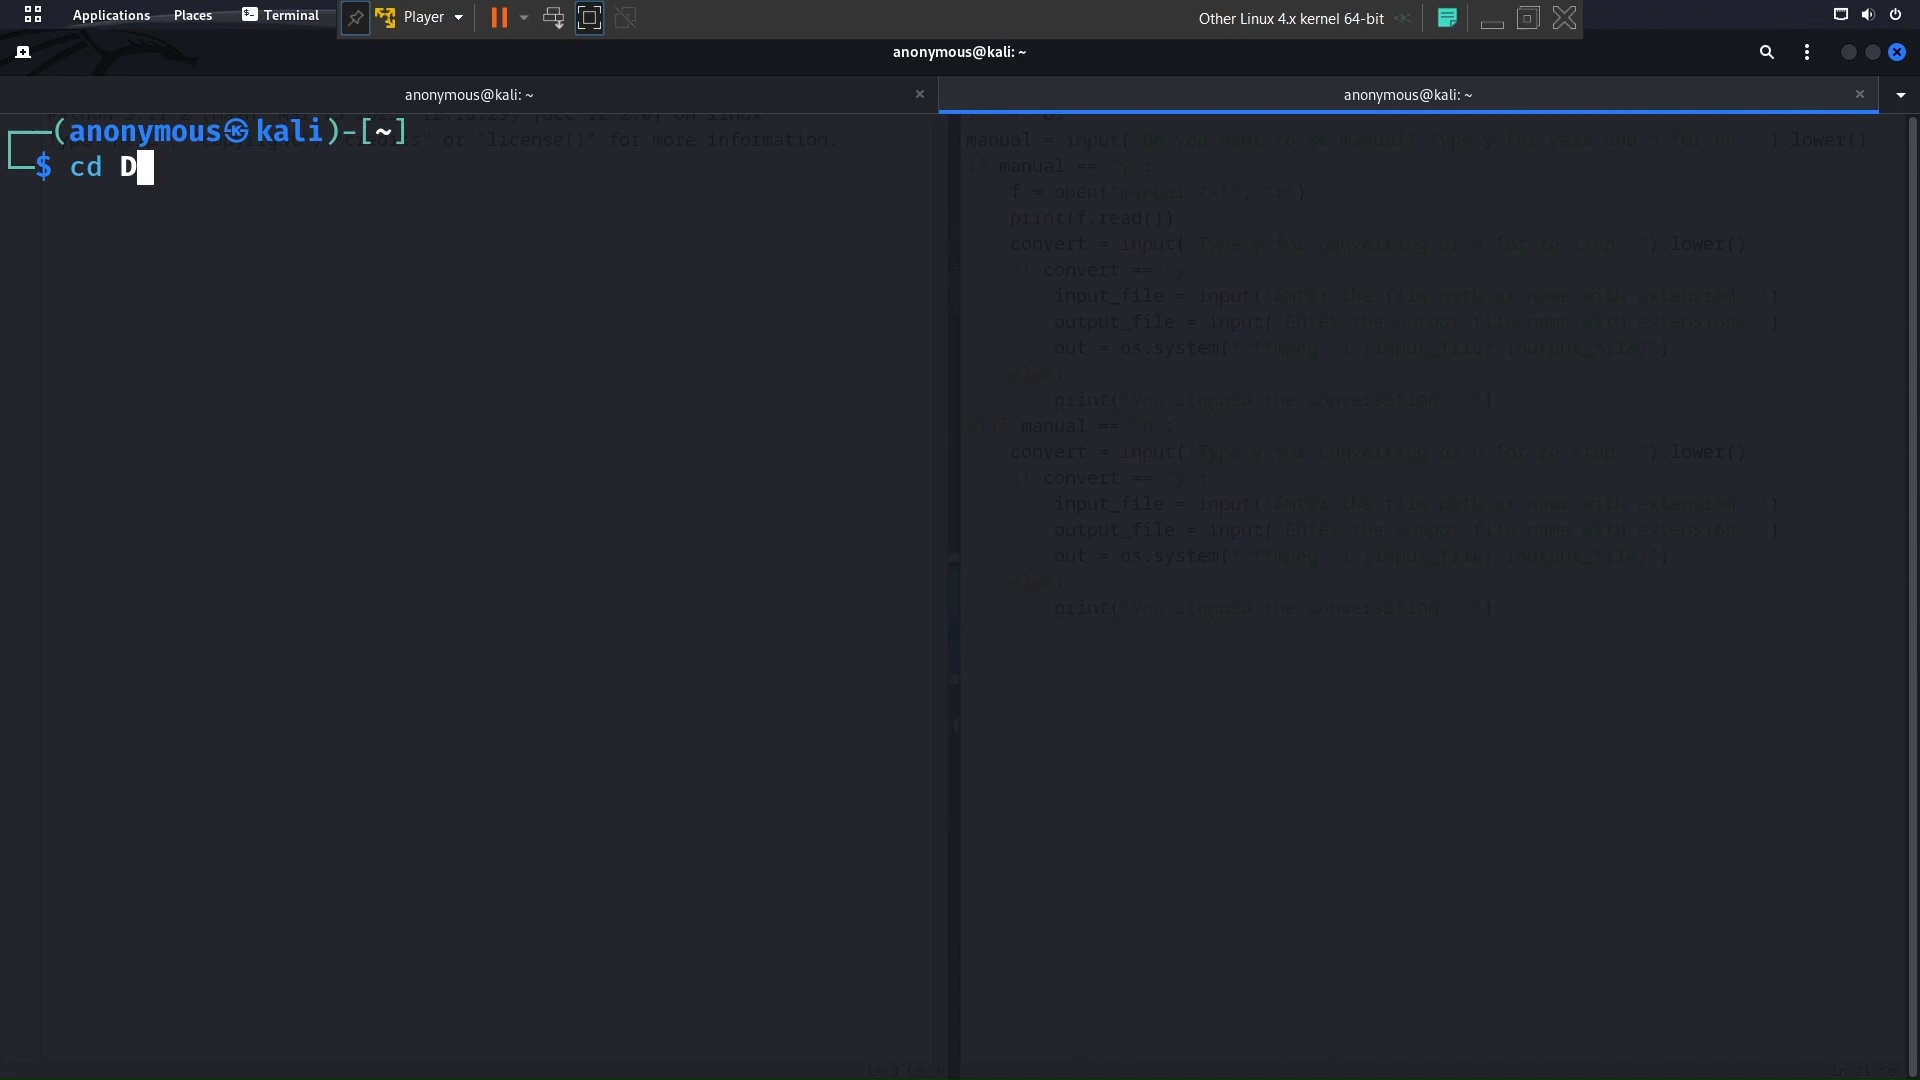 Applications Places Terminal Player Other Linux 4.x kernel 64-bit
anonymous@kali: ~
anonymous@kali: ~ anonymous@kali: ~
(anonymous㉿kali)-[~]
$ cd D
" or "license()" for more information.
manual = input("Do you want to se manual? Type y for yess and n for no. ").lower()
if manual == "y":
f = open("manual.txt", "r")
print(f.read())
convert = input("Type y for converting or n for to stop. ").lower()
if convert == "y":
input_file = input("Enter the file path or name with extension. ")
output_file = input("Enter the output file name with extension. ")
out = os.system(f"ffmpeg -i {input_file} {output_file}")
else:
print("You stopped the conversation...")
elif manual == "n":
convert = input("Type y for converting or n for to stop. ").lower()
if convert == "y":
input_file = input("Enter the file path or name with extension. ")
output_file = input("Enter the output file name with extension. ")
out = os.system(f"ffmpeg -i {input_file} {output_file}")
else:
print("You stopped the conversation...")